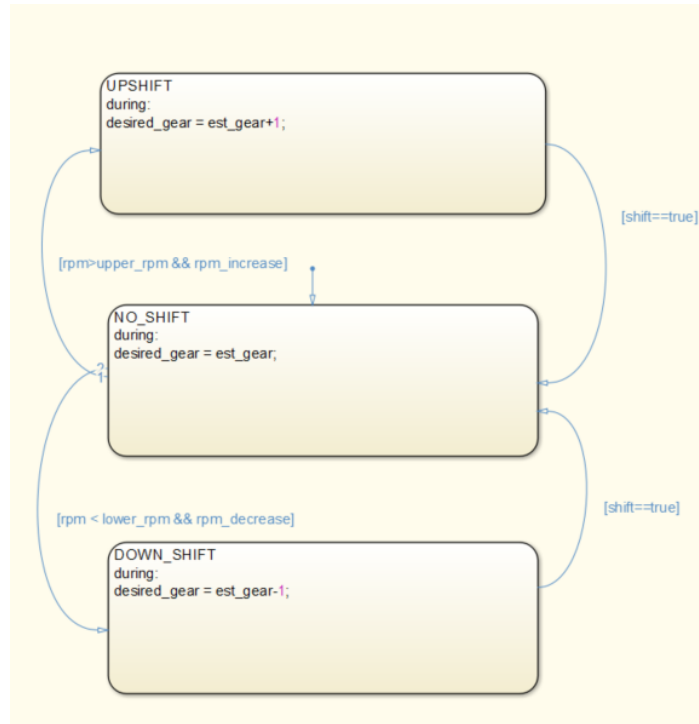 UPSHIFT
during:
desired_gear = est_gear+1;
[shift==true]
[rpm>upper_rpm && rpm_increase]
NO_SHIFT
during:
desired_gear = est_gear;
2
1
[rpm < lower_rpm && rpm_decrease]
[shift==true]
DOWN_SHIFT
during:
desired_gear = est_gear-1;